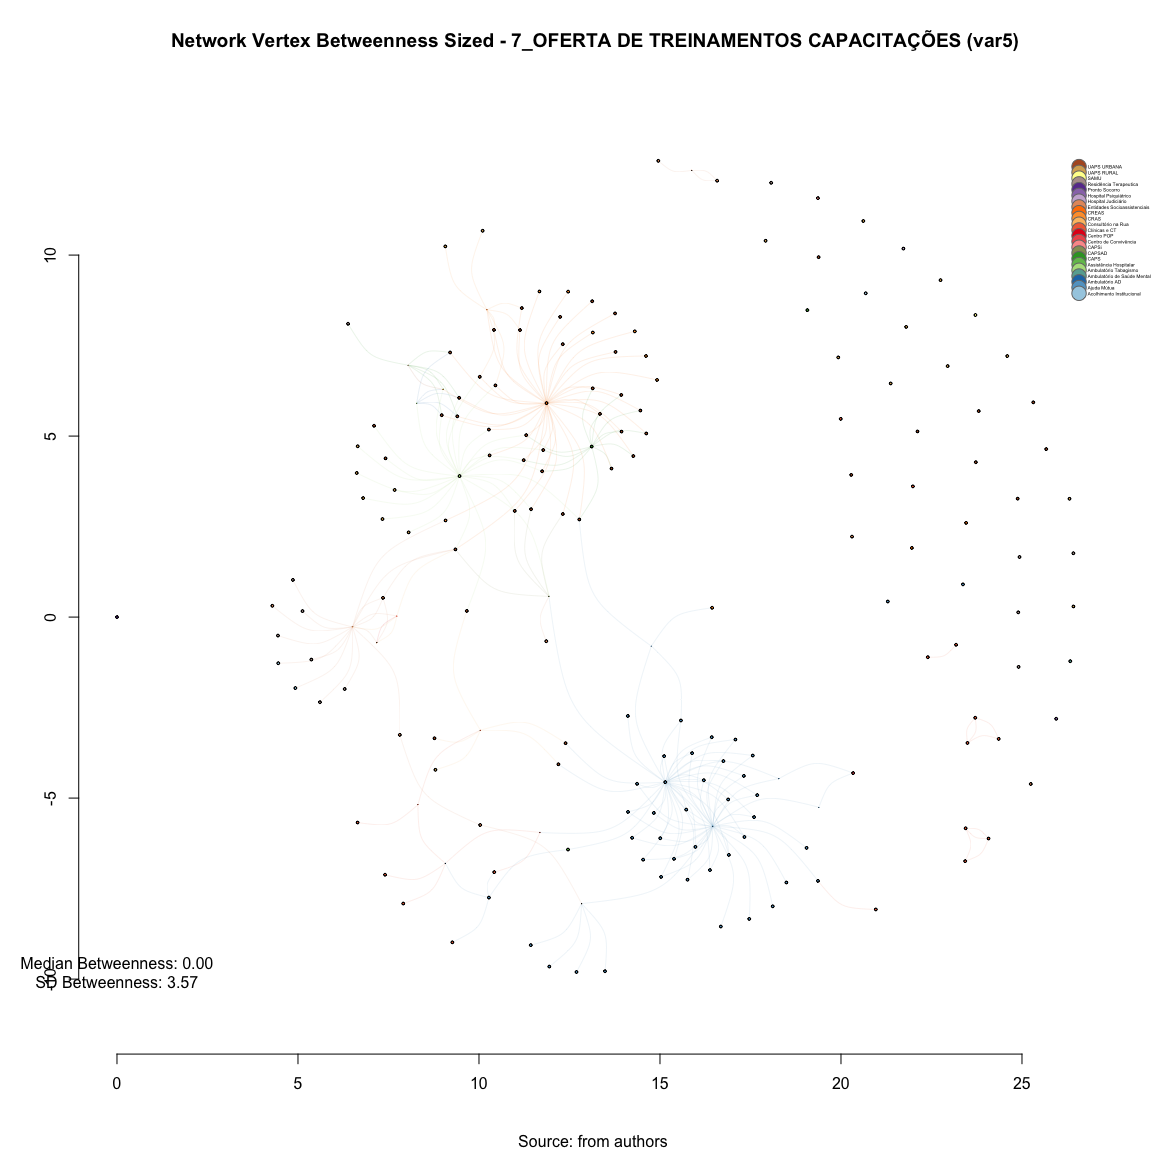 Network Vertex Betweenness Sized - 7_OFERTA DE TREINAMENTOS CAPACITAÇÕES (var5)
UAPS URBANA
UAPS RURAL
SAMU
Residência Terapeutica
Pronto Socorro
Hospital Psiquiátrico
Hospital Judiciário
Entidades Socioassistenciais
CREAS
CRAS
Consultório na Rua
Clínicas e CT
Centro POP
Centro de Convivência
CAPSi
CAPSAD
CAPS
Assistência Hospitalar
Ambulatório Tabagismo
Ambulatório de Saúde Mental
Ambulatório AD
Ajuda Mútua
Acolhimento Institucional
10
5
0
-5
-10
Median Betweenness: 0.00
SD Betweenness: 3.57
0 5 10 15 20 25
Source: from authors